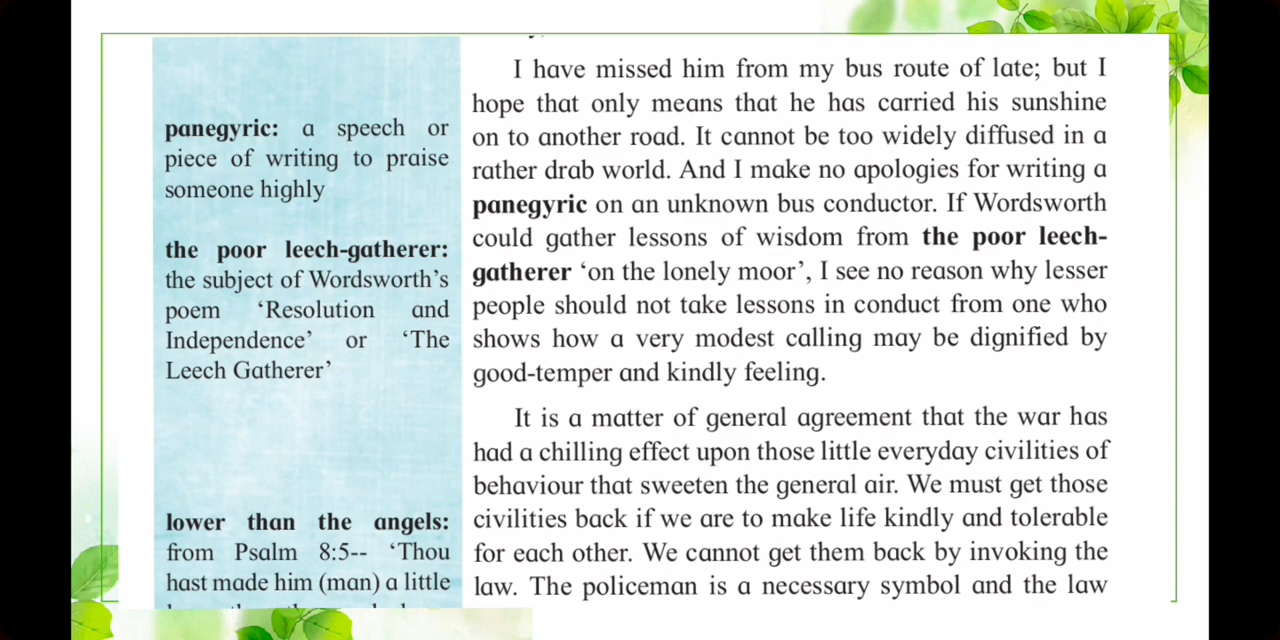 panegyric: a speech or
piece of writing to praise
someone highly
the poor leech-gatherer:
the subject of Wordsworth’s
poem ‘Resolution and
Independence’ or ‘The
Leech Gatherer’
lower than the angels:
from Psalm 8:5-- ‘Thou
hast made him (man) a little
I have missed him from my bus route of late; but I
hope that only means that he has carried his sunshine
on to another road. It cannot be too widely diffused in a
rather drab world. And I make no apologies for writing a
panegyric on an unknown bus conductor. If Wordsworth
could gather lessons of wisdom from the poor leech-
gatherer ‘on the lonely moor’, I see no reason why lesser
people should not take lessons in conduct from one who
shows how a very modest calling may be dignified by
good-temper and kindly feeling.
It is a matter of general agreement that the war has
had a chilling effect upon those little everyday civilities of
behaviour that sweeten the general air. We must get those
civilities back if we are to make life kindly and tolerable
for each other. We cannot get them back by invoking the
law. The policeman is a necessary symbol and the law